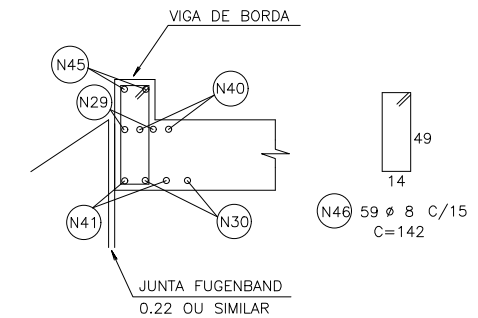 VIGA DE BORDA
N45
N29
N40
49
14
N41
N30
N46 59 ø 8 C/15
C=142
JUNTA FUGENBAND
0.22 OU SIMILAR